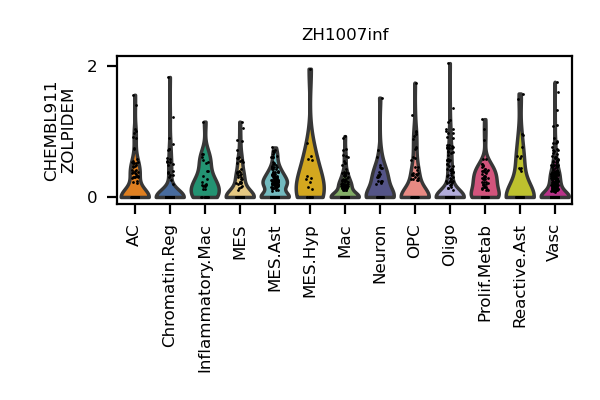 ZH1007inf
CHEMBL911
ZOLPIDEM
2
0
AC
Chromatin.Reg
Inflammatory.Mac
MES
MES.Ast
MES.Hyp
Mac
Neuron
OPC
Oligo
Prolif.Metab
Reactive.Ast
Vasc